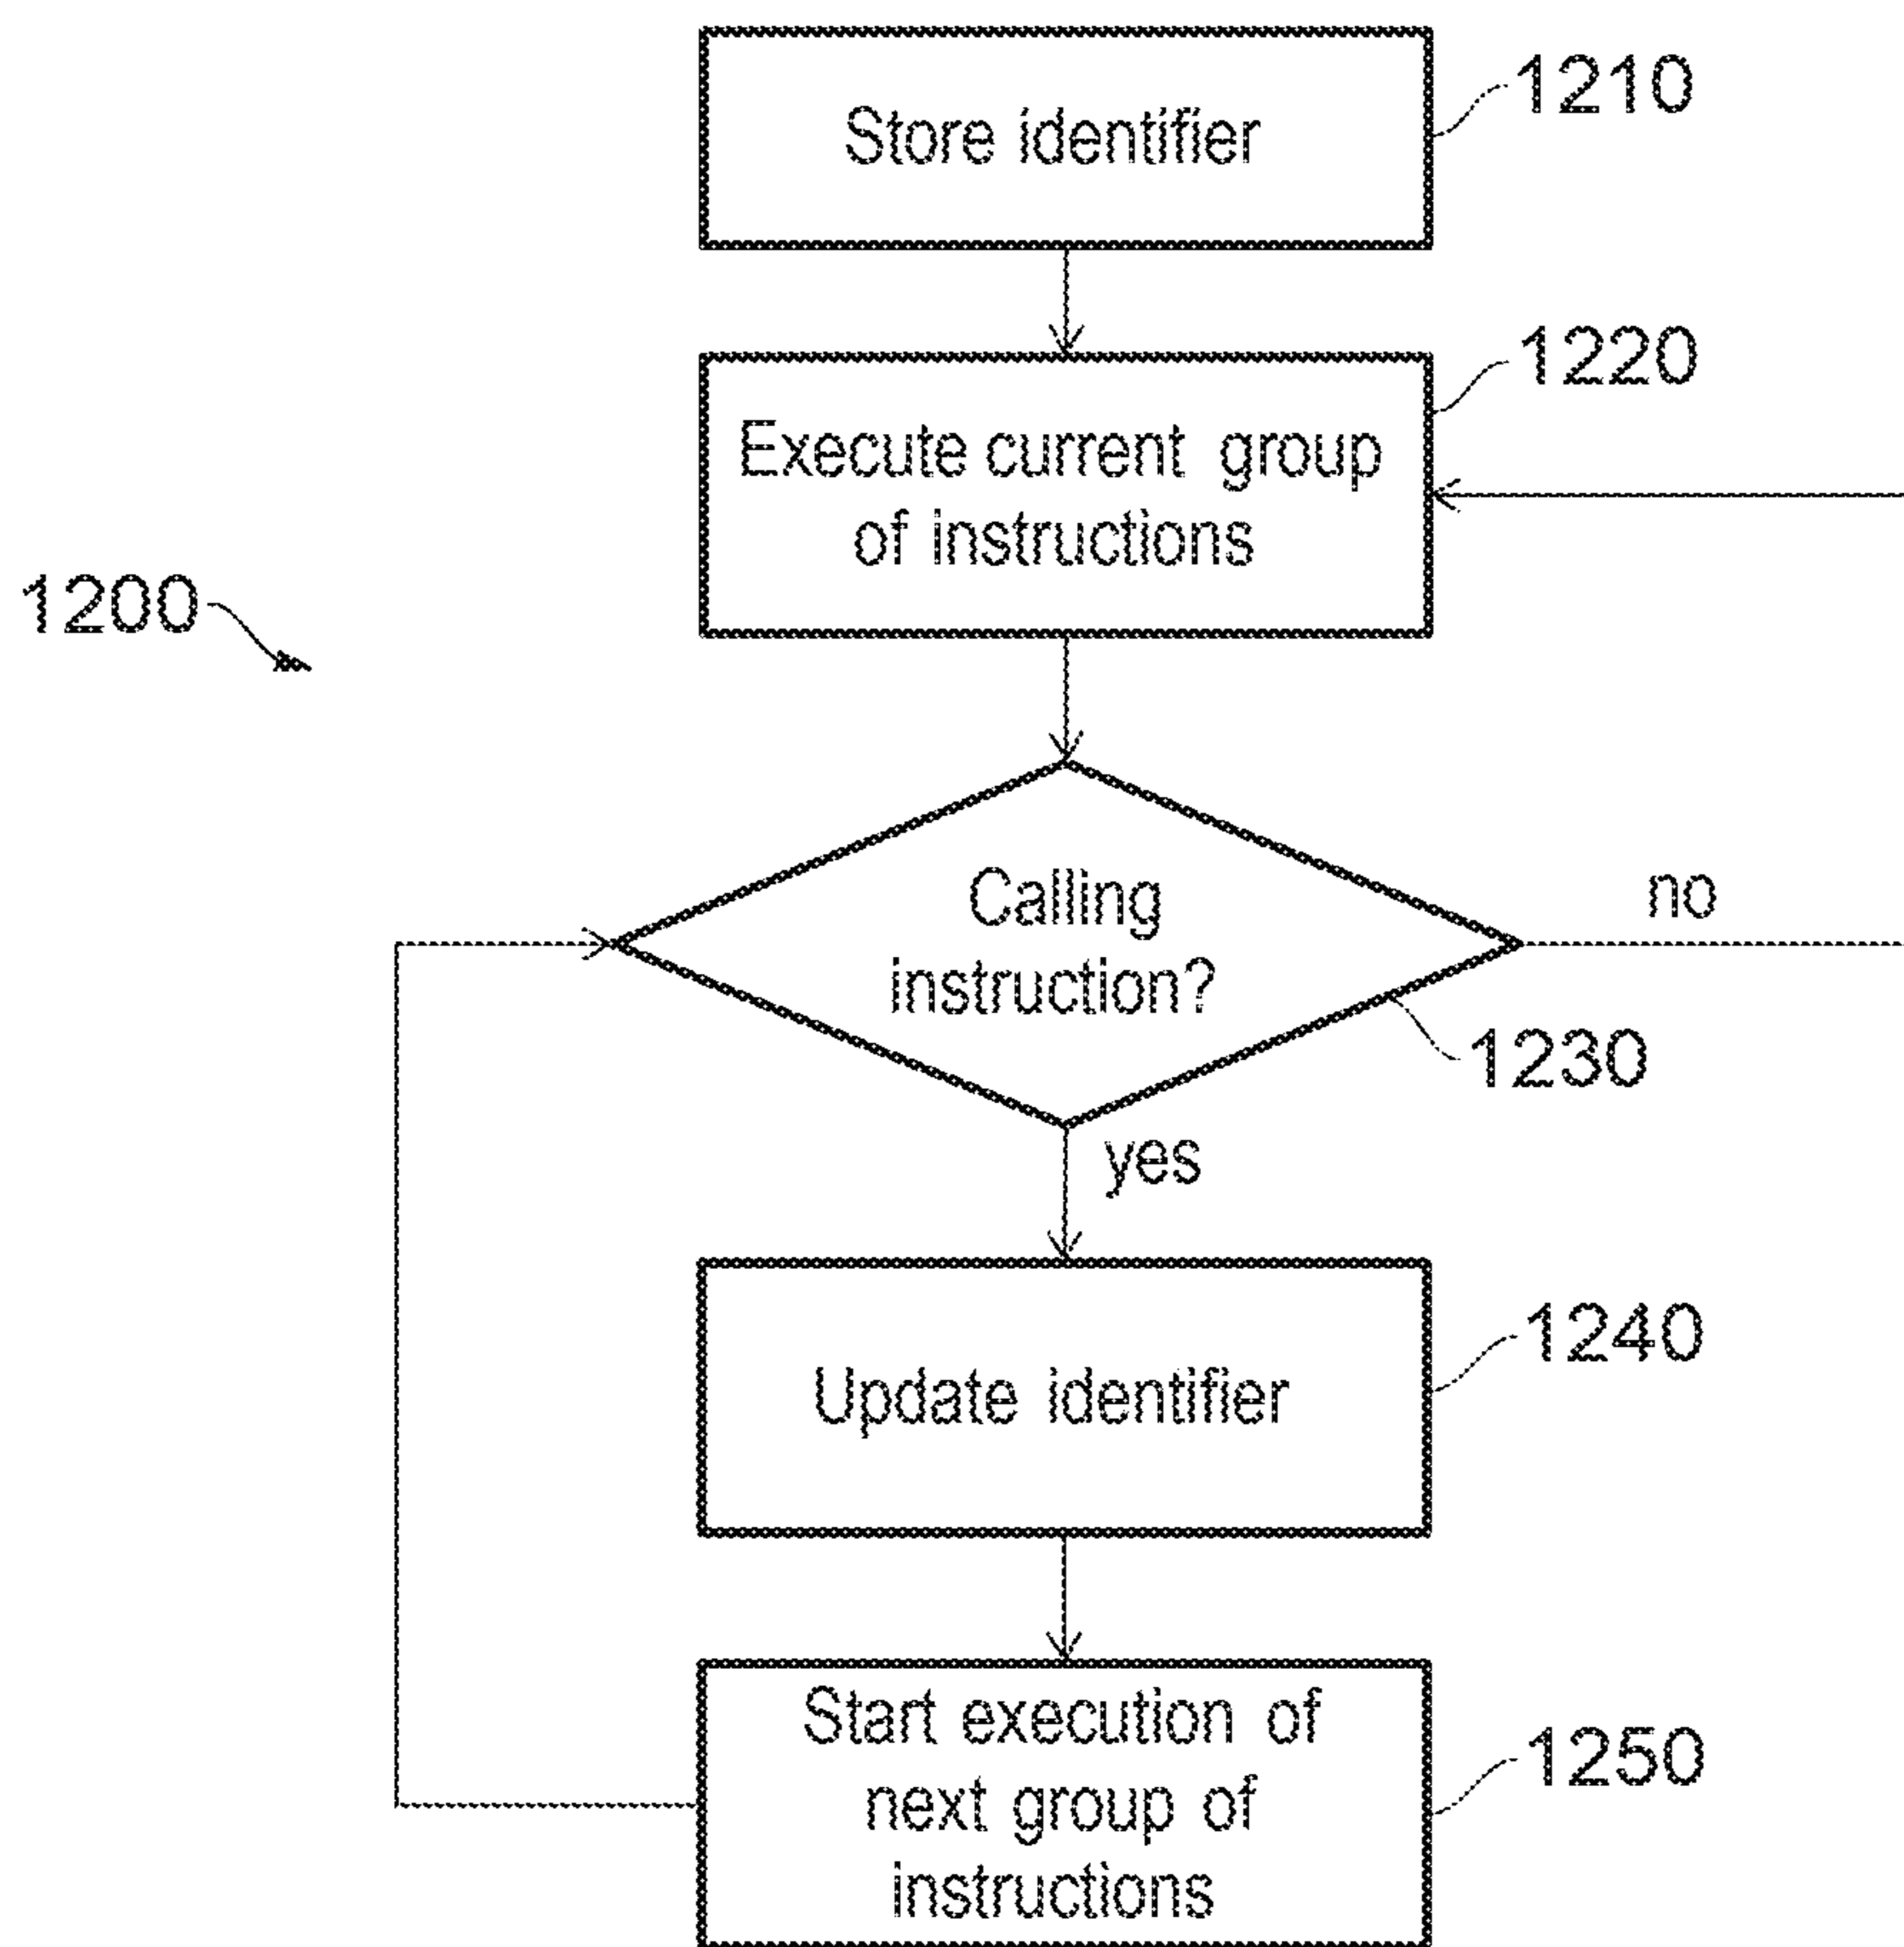 Store identifier
1210
Execute current group
of instructions
1220
1200
Calling
instruction?
no
1230
yes
Update identifier
1240
Start execution of
next group of
instructions
1250